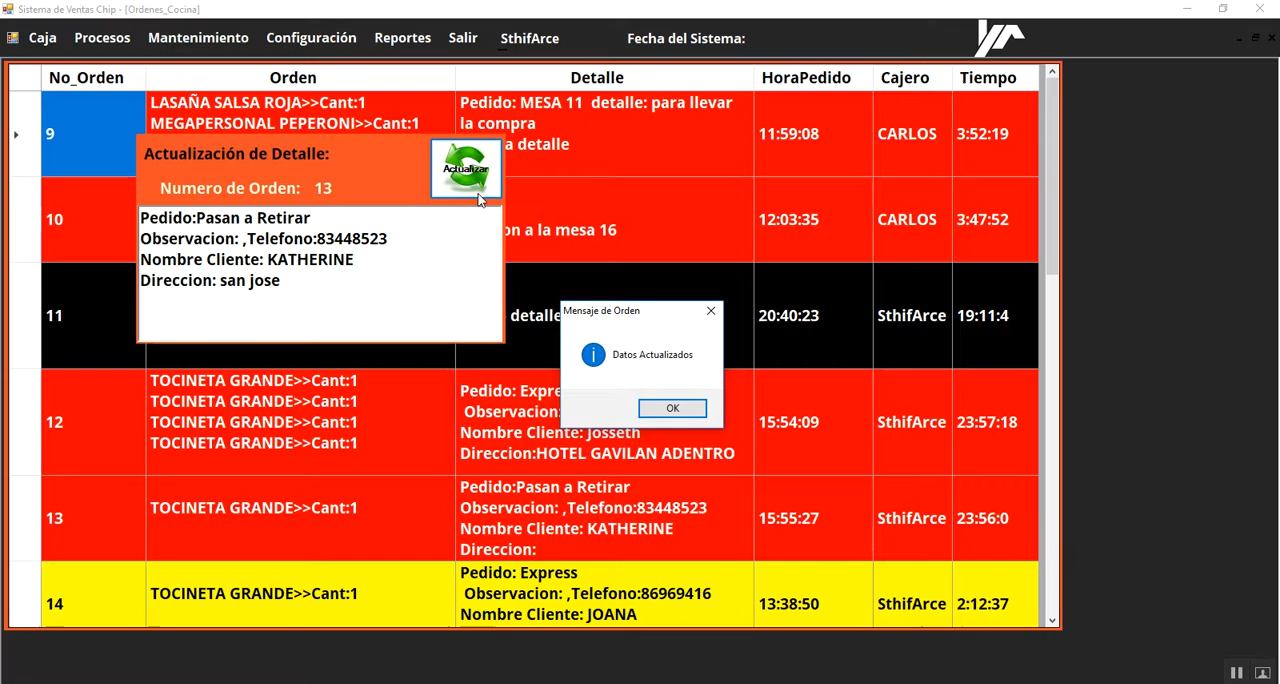 Sistema de Ventas Chip - [Ordenes_Cocina]
Caja Procesos Mantenimiento Configuración Reportes Salir SthifArce Fecha del Sistema:
No_Orden Orden Detalle HoraPedido Cajero Tiempo
9
LASAÑA SALSA ROJA>>Cant:1
MEGAPERSONAL PEPERONI>>Cant:1
Pedido: MESA 11 detalle: para llevar
la compra
a detalle
11:59:08 CARLOS 3:52:19
Actualización de Detalle:
Actualizar
Numero de Orden: 13
Pedido:Pasan a Retirar
Observacion: ,Telefono:83448523
Nombre Cliente: KATHERINE
Direccion: san jose
10
on a la mesa 16
12:03:35 CARLOS 3:47:52
11
detalle
20:40:23 SthifArce 19:11:4
Mensaje de Orden
Datos Actualizados
OK
12
TOCINETA GRANDE>>Cant:1
TOCINETA GRANDE>>Cant:1
TOCINETA GRANDE>>Cant:1
TOCINETA GRANDE>>Cant:1
Pedido: Expre
Observacion:
Nombre Cliente: Josseth
Direccion:HOTEL GAVILAN ADENTRO
15:54:09 SthifArce 23:57:18
13
TOCINETA GRANDE>>Cant:1
Pedido:Pasan a Retirar
Observacion: ,Telefono:83448523
Nombre Cliente: KATHERINE
Direccion:
15:55:27 SthifArce 23:56:0
14
TOCINETA GRANDE>>Cant:1
Pedido: Express
Observacion: ,Telefono:86969416
Nombre Cliente: JOANA
13:38:50 SthifArce 2:12:37